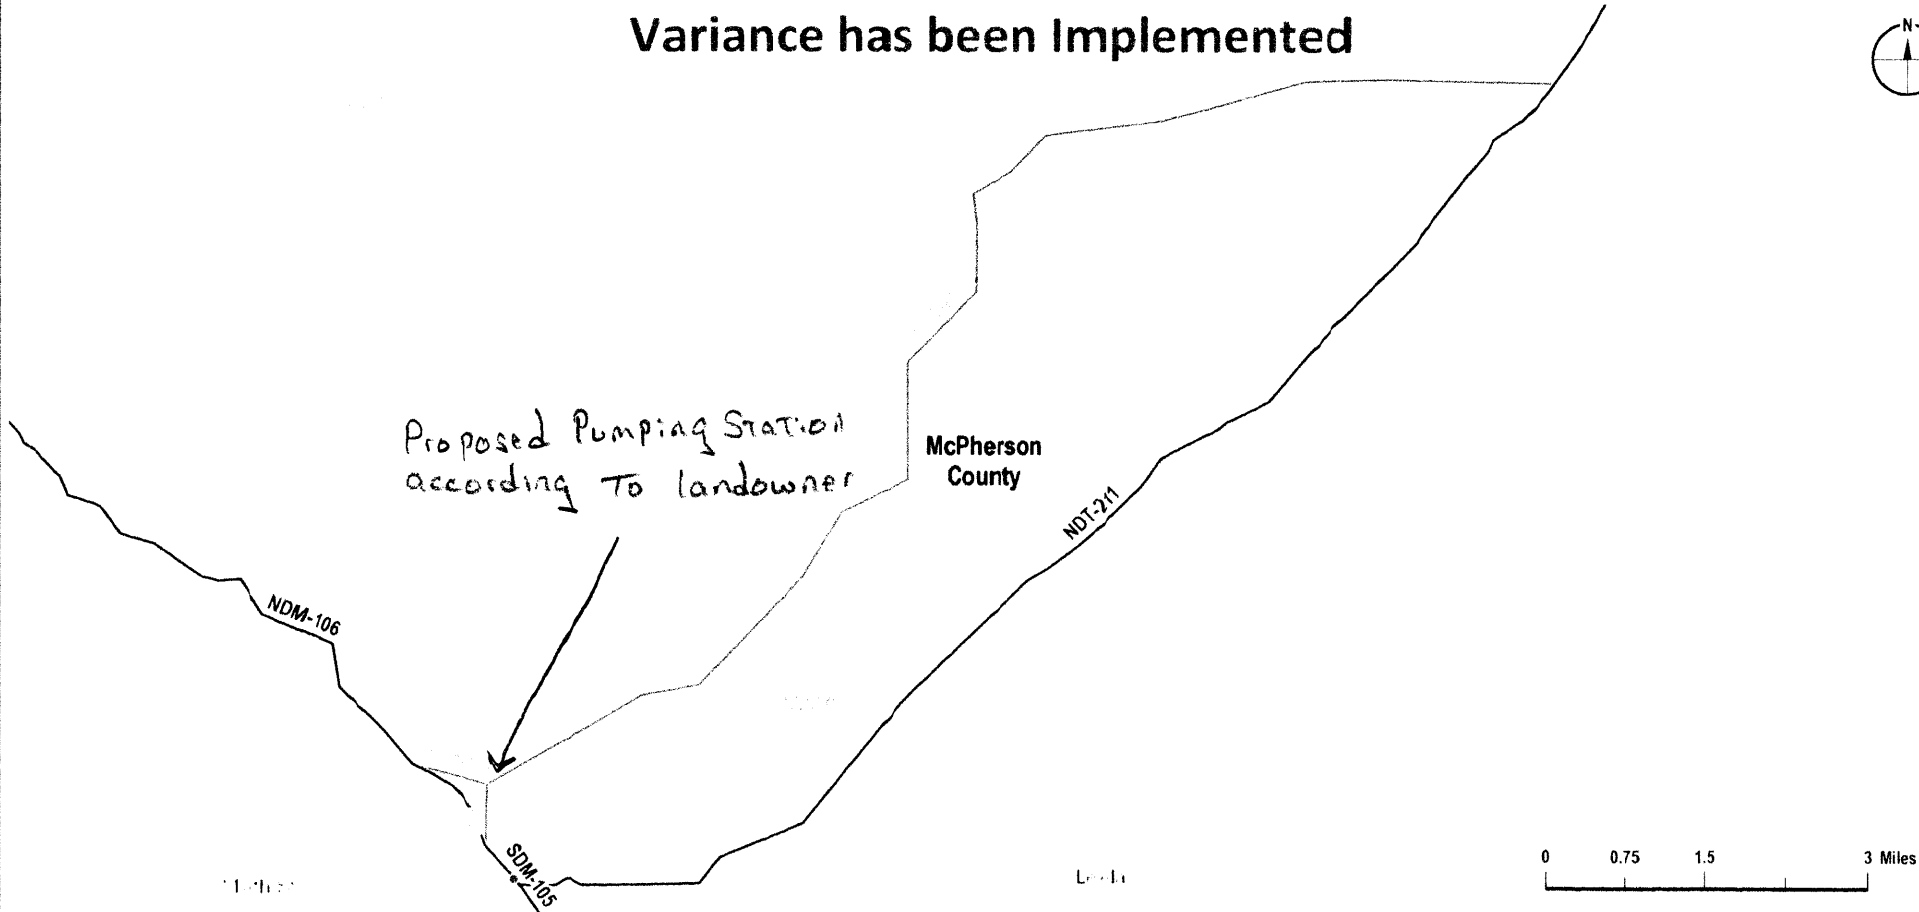 Variance has been Implemented
N
Proposed Pumping Station
according To landowner
McPherson
County
NDT-211
NDM-106
SDM-105
0 0.75 1.5 3 Miles